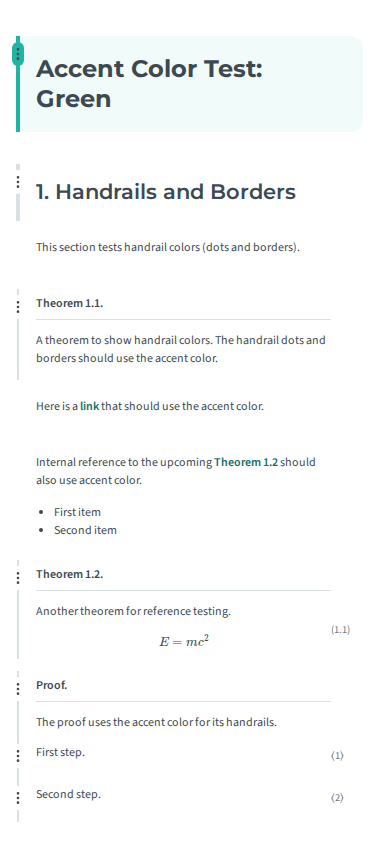 Accent Color Test:
Green
1. Handrails and Borders
This section tests handrail colors (dots and borders).
Theorem 1.1.
A theorem to show handrail colors. The handrail dots and
borders should use the accent color.
Here is a link that should use the accent color.
Internal reference to the upcoming Theorem 1.2 should
also use accent color.
• First item
• Second item
Theorem 1.2.
Another theorem for reference testing.
E = mc² (1.1)
Proof.
The proof uses the accent color for its handrails.
First step. ⟨1⟩
Second step. ⟨2⟩